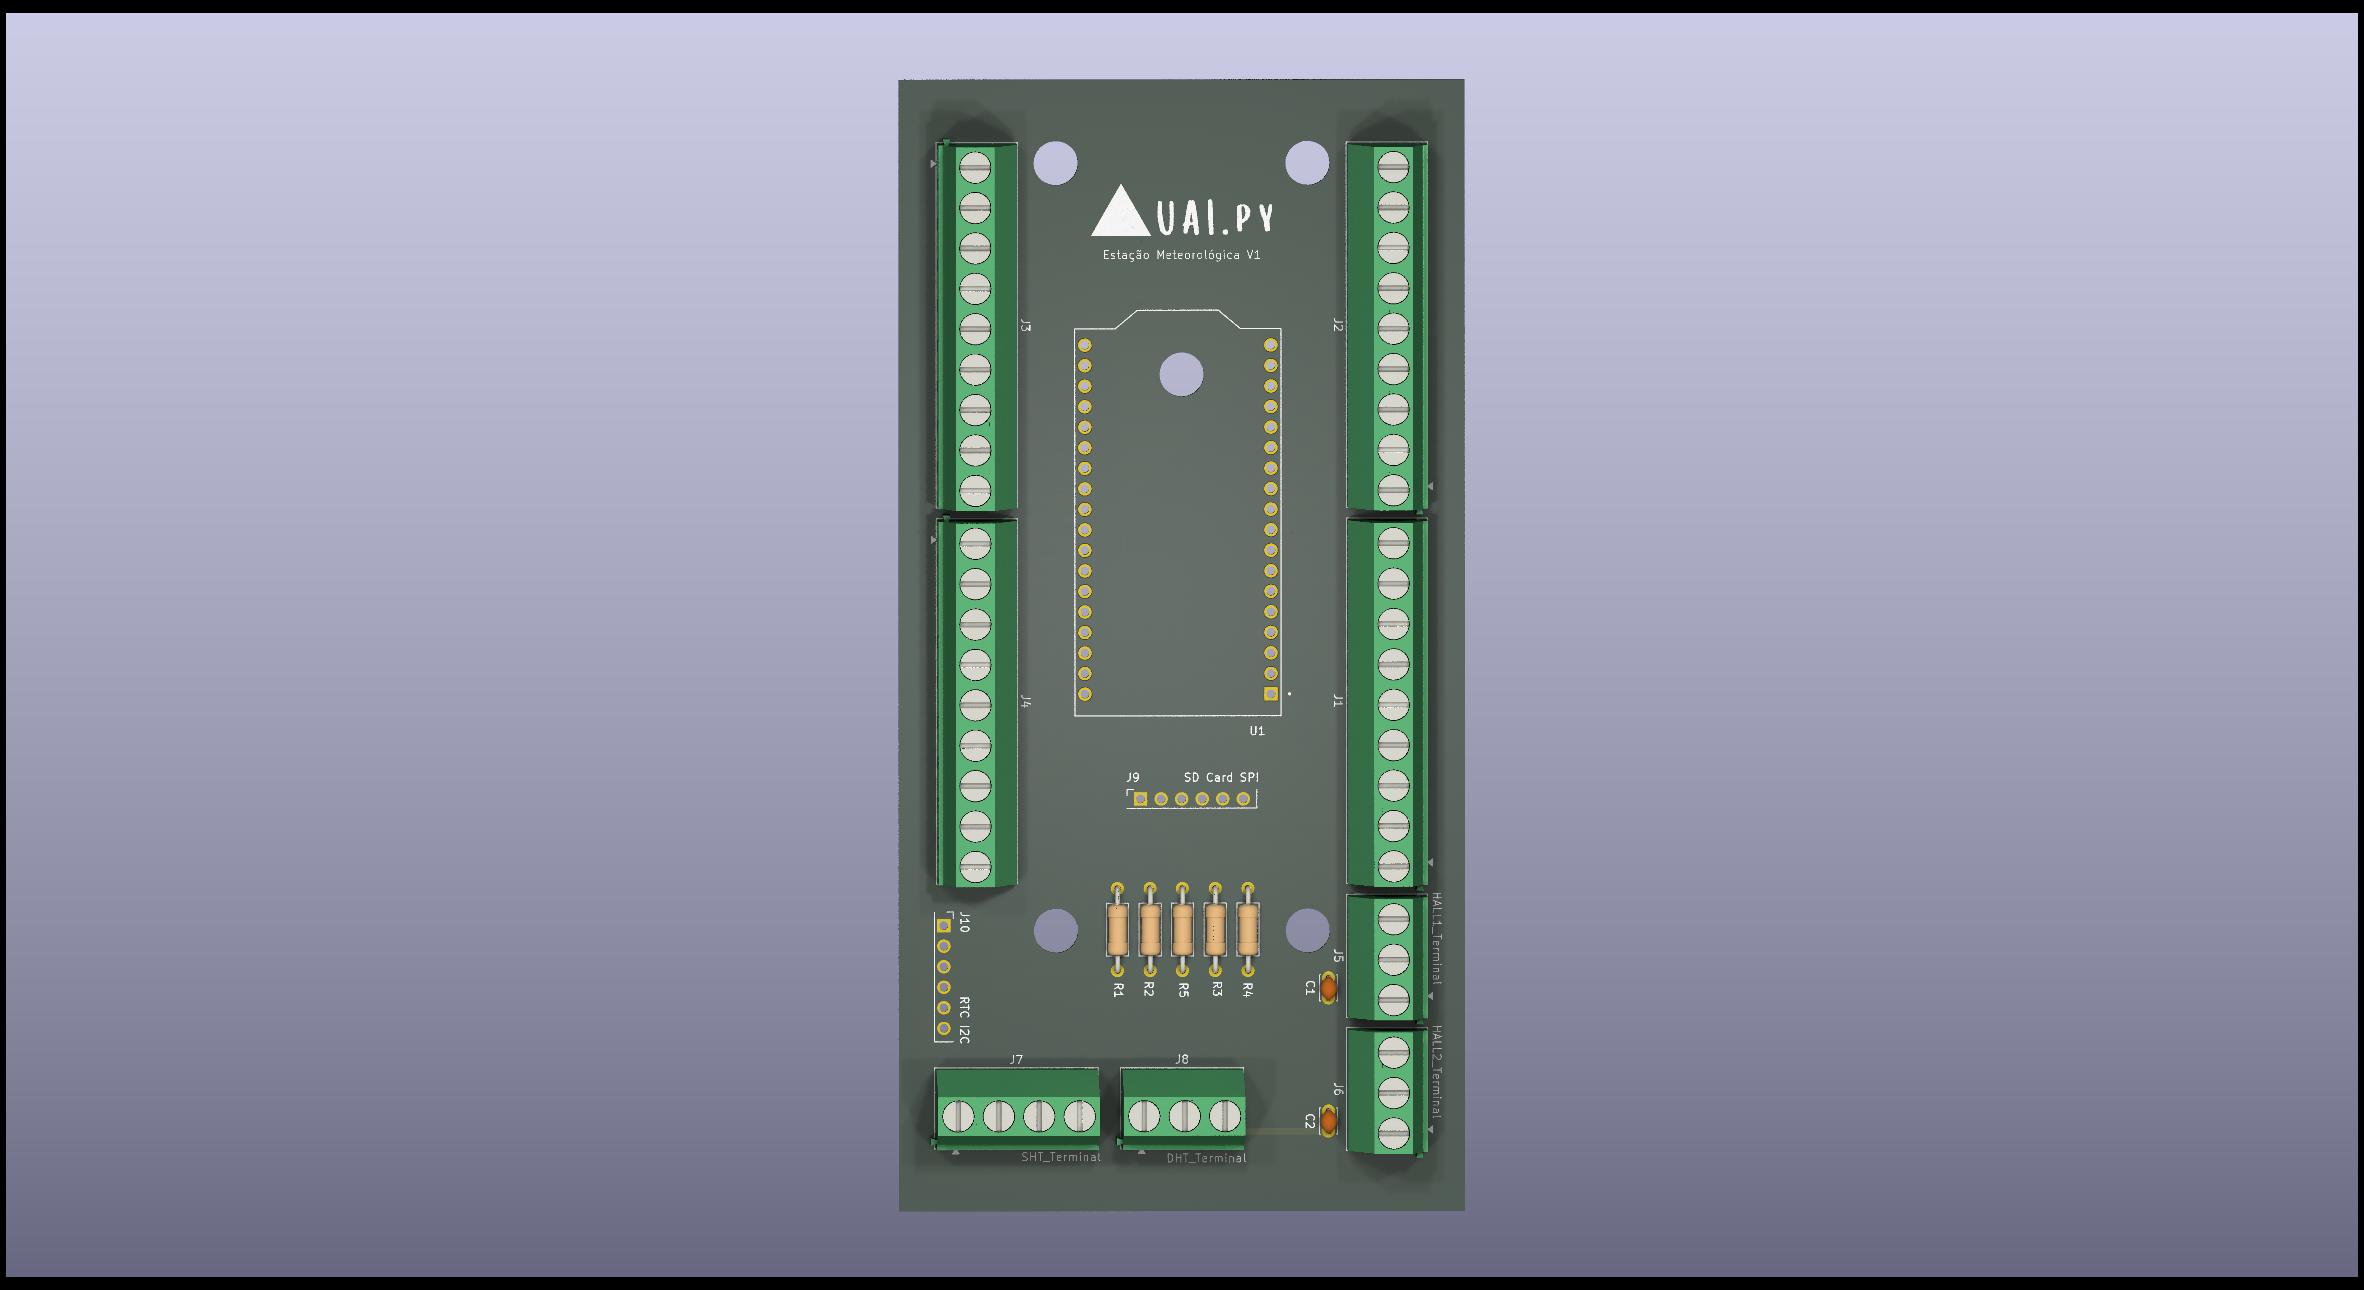 UAI.PY
Estação Meteorológica V1
J3
J2
J4
J1
U1
J9
SD Card SPI
J10
RTC I2C
R1
R2
R5
R3
R4
C1
J5
HALL1_Terminal
J7
J8
C2
J6
HALL2_Terminal
SHT_Terminal
DHT_Terminal